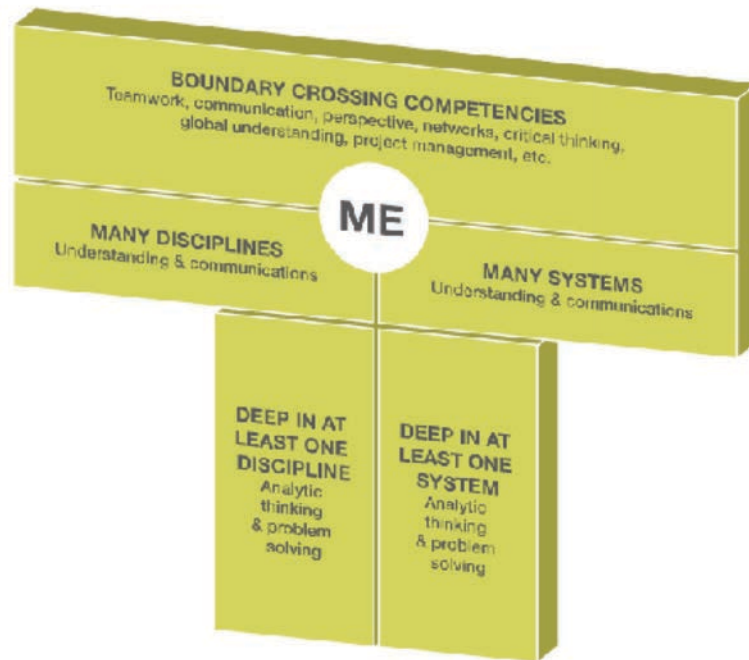 BOUNDARY CROSSING COMPETENCIES
Teamwork, communication, perspective, networks, critical thinking,
global understanding, project management, etc.
ME
MANY DISCIPLINES
Understanding & communications
MANY SYSTEMS
Understanding & communications
DEEP IN AT
LEAST ONE
DISCIPLINE
Analytic
thinking
& problem
solving
DEEP IN AT
LEAST ONE
SYSTEM
Analytic
thinking
& problem
solving